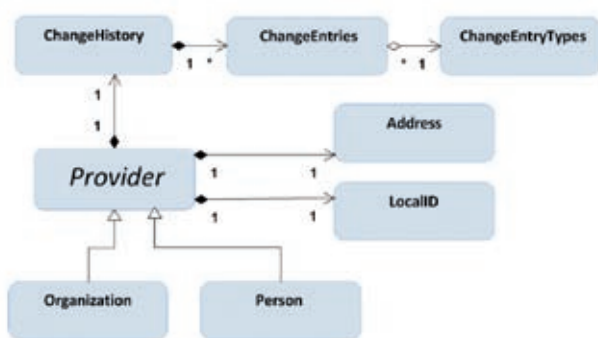 ChangeHistory
ChangeEntries
ChangeEntryTypes
1 *
* 1
1
1
Address
Provider
1 1
LocalID
1 1
Organization
Person